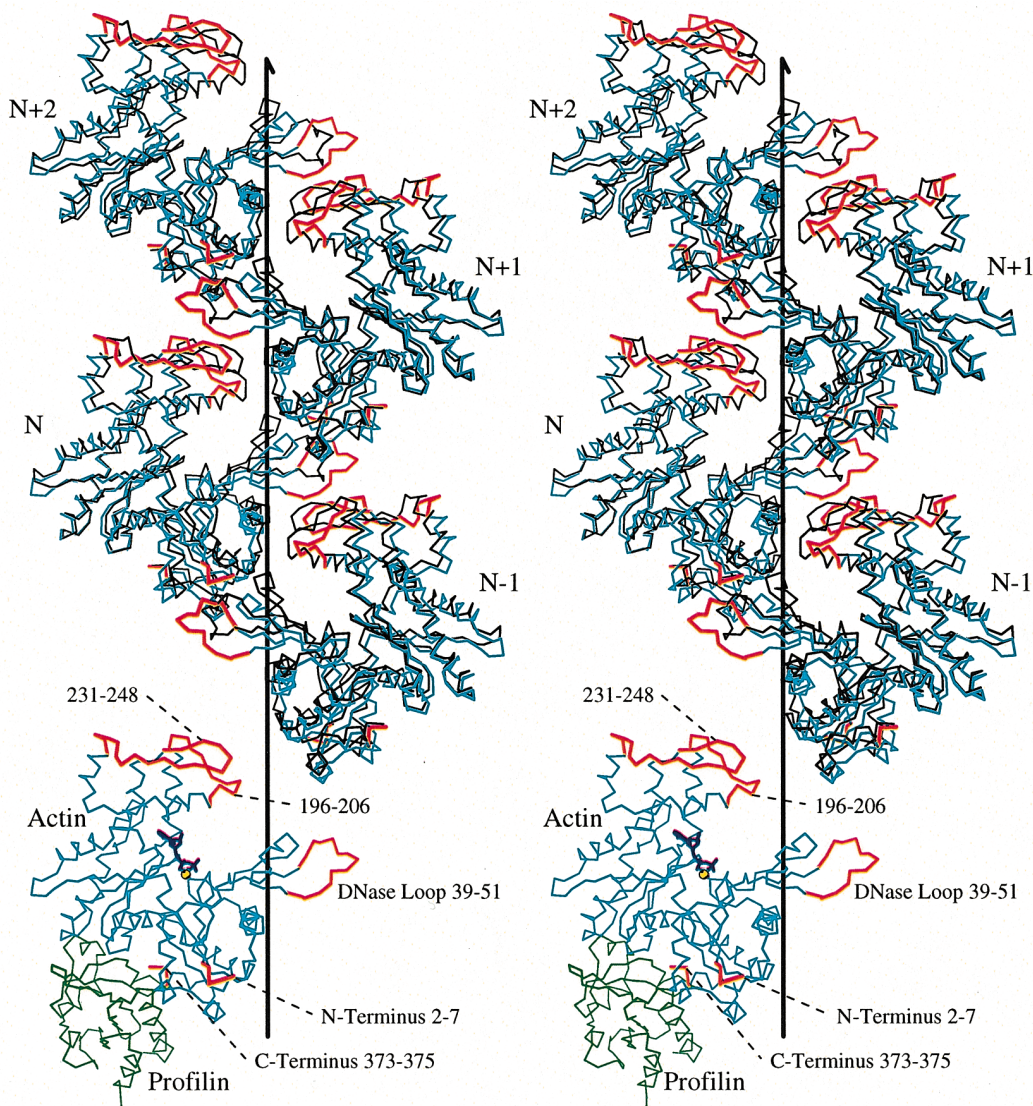 N+2
N+2
N+1
N+1
N
N
N-1
N-1
231-248
231-248
196-206
196-206
Actin
Actin
DNase Loop 39-51
DNase Loop 39-51
N-Terminus 2-7
N-Terminus 2-7
C-Terminus 373-375
C-Terminus 373-375
Profilin
Profilin